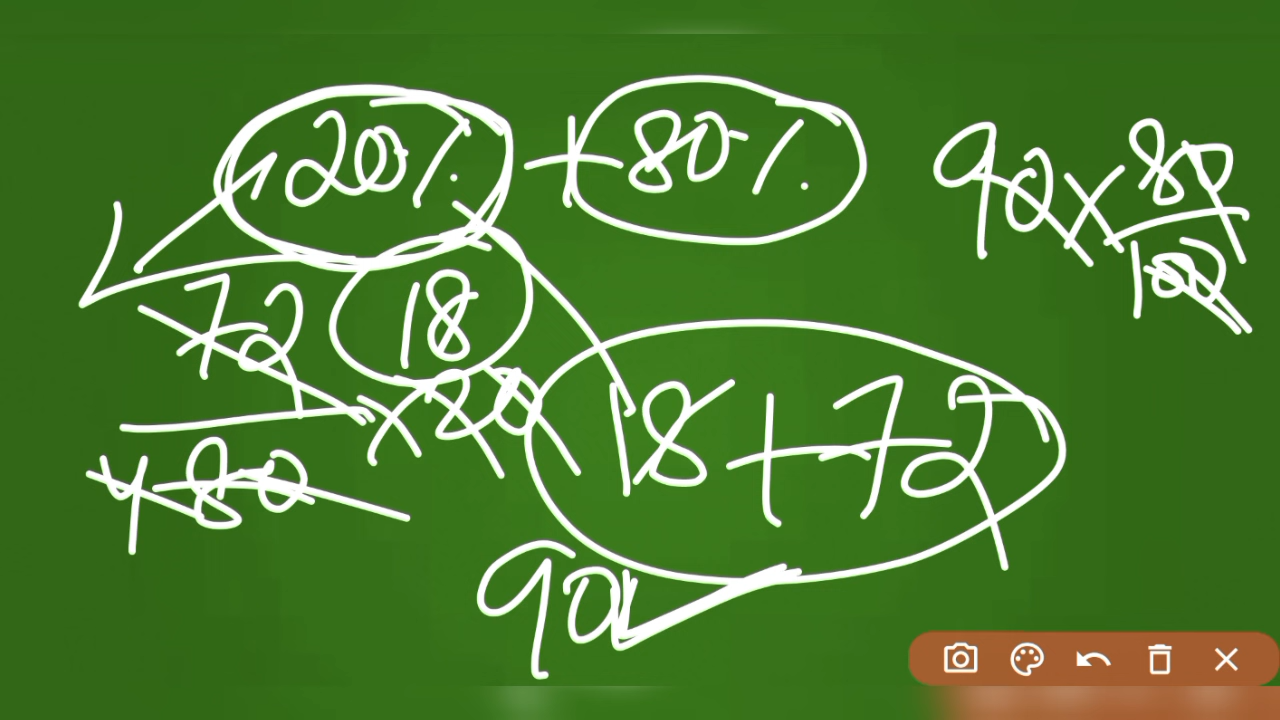 20% + 80%
90 × 80/100
72 18
× 20
× 80
18 + 72
90